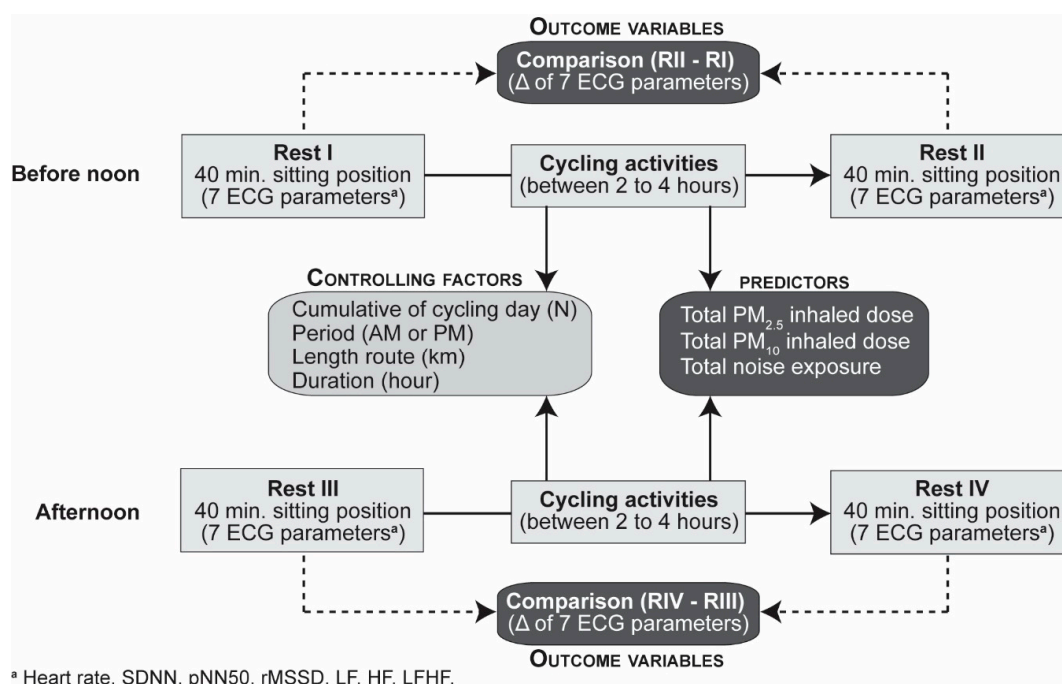 OUTCOME VARIABLES
Comparison (RII - RI)
(Δ of 7 ECG parameters)
Before noon
Rest I
40 min. sitting position
(7 ECG parametersᵃ)
Cycling activities
(between 2 to 4 hours)
Rest II
40 min. sitting position
(7 ECG parametersᵃ)
CONTROLLING FACTORS
Cumulative of cycling day (N)
Period (AM or PM)
Length route (km)
Duration (hour)
PREDICTORS
Total PM₂.₅ inhaled dose
Total PM₁₀ inhaled dose
Total noise exposure
Afternoon
Rest III
40 min. sitting position
(7 ECG parametersᵃ)
Cycling activities
(between 2 to 4 hours)
Rest IV
40 min. sitting position
(7 ECG parametersᵃ)
Comparison (RIV - RIII)
(Δ of 7 ECG parameters)
OUTCOME VARIABLES
ᵃ Heart rate, SDNN, pNN50, rMSSD, LF, HF, LFHF.